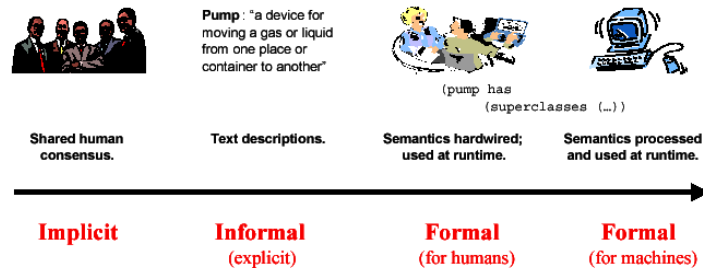 Pump : “a device for
moving a gas or liquid
from one place or
container to another”
(pump has
(superclasses (…))
Shared human
consensus.
Text descriptions.
Semantics hardwired;
used at runtime.
Semantics processed
and used at runtime.
Implicit
Informal
(explicit)
Formal
(for humans)
Formal
(for machines)